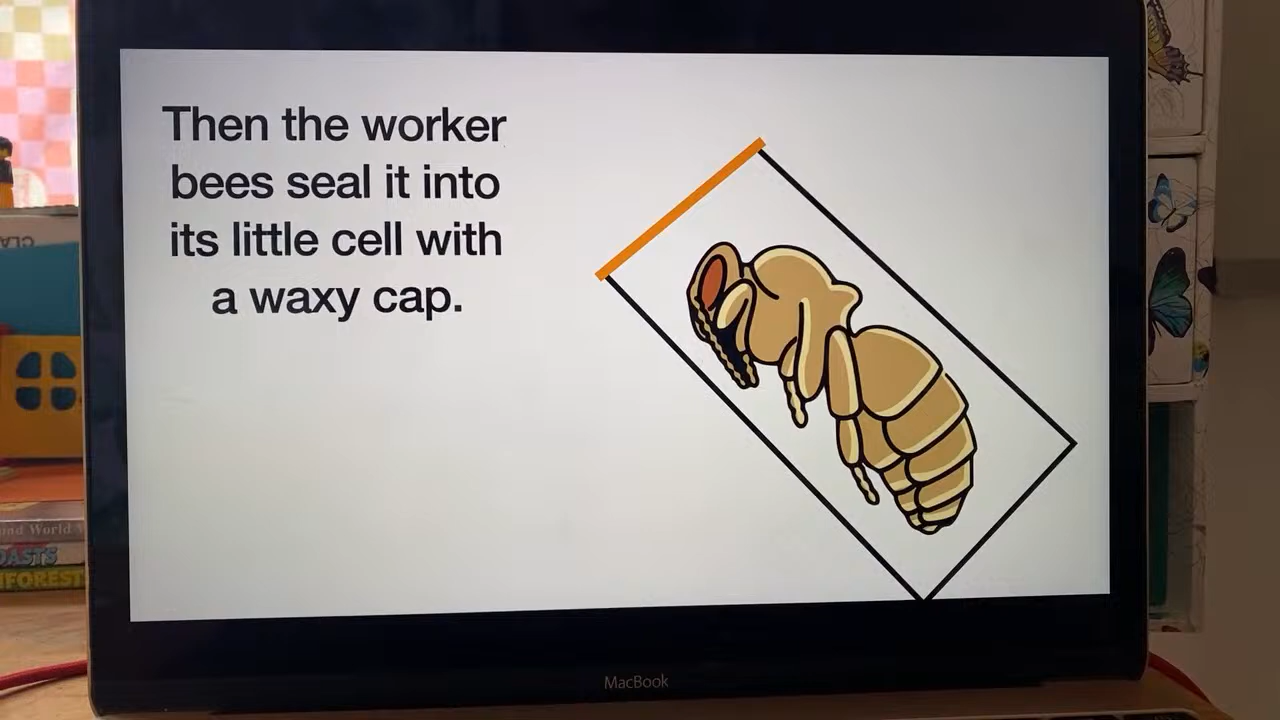 Then the worker
bees seal it into
its little cell with
a waxy cap.
MacBook